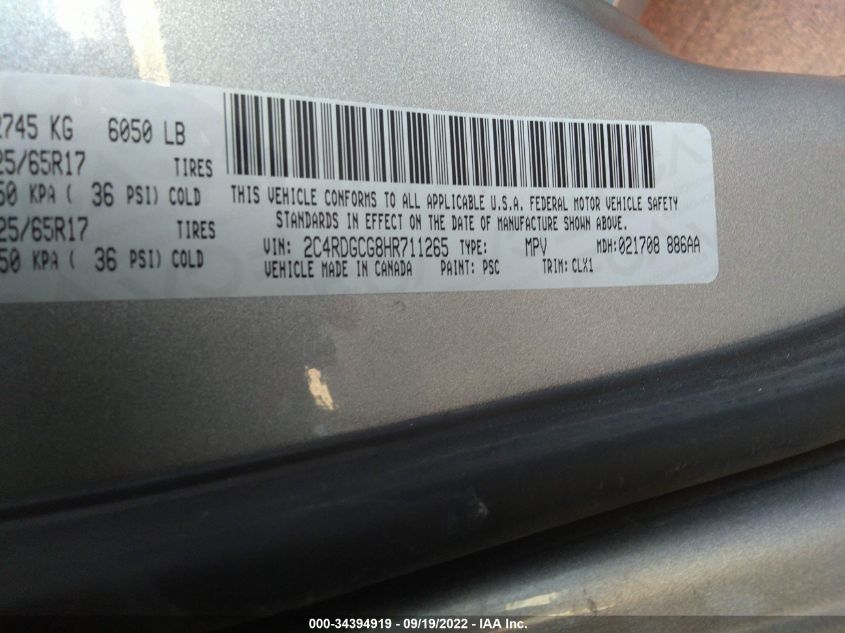 2745 KG 6050 LB
25/65R17 TIRES
50 KPA ( 36 PSI) COLD
25/65R17 TIRES
50 KPA ( 36 PSI) COLD
THIS VEHICLE CONFORMS TO ALL APPLICABLE U.S.A. FEDERAL MOTOR VEHICLE SAFETY
STANDARDS IN EFFECT ON THE DATE OF MANUFACTURE SHOWN ABOVE.
VIN: 2C4RDGCG8HR711265 TYPE: MPV MDH: 021708 886AA
VEHICLE MADE IN CANADA PAINT: PSC TRIM: CLX1
000-34394919 - 09/19/2022 - IAA Inc.